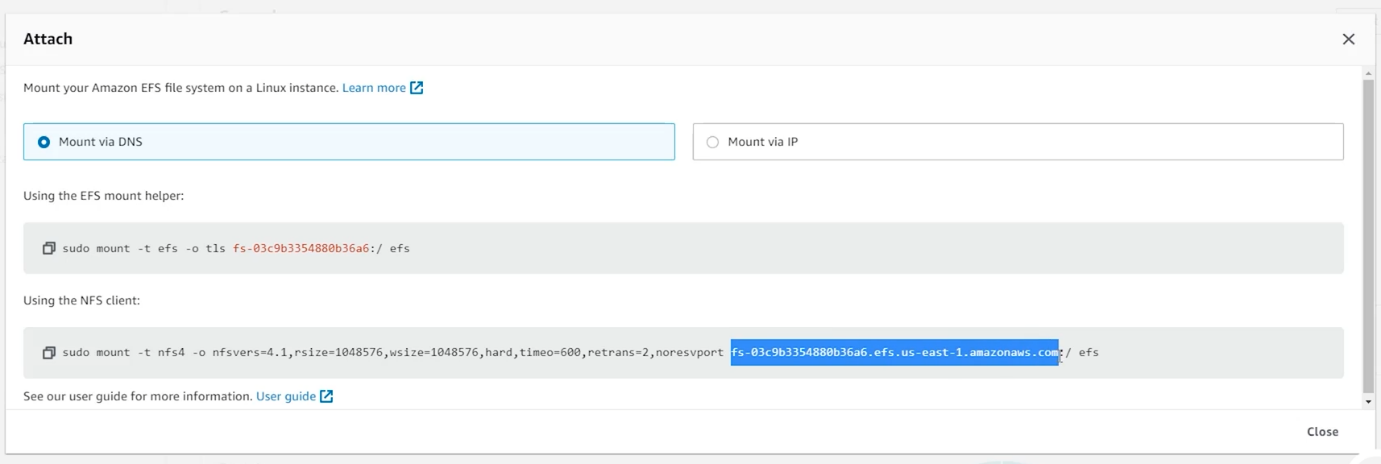 Attach
Mount your Amazon EFS file system on a Linux instance. Learn more
Mount via DNS
Mount via IP
Using the EFS mount helper:
sudo mount -t efs -o tls fs-03c9b3354880b36a6:/ efs
Using the NFS client:
sudo mount -t nfs4 -o nfsvers=4.1,rsize=1048576,wsize=1048576,hard,timeo=600,retrans=2,noresvport fs-03c9b3354880b36a6.efs.us-east-1.amazonaws.com:/ efs
See our user guide for more information. User guide
Close